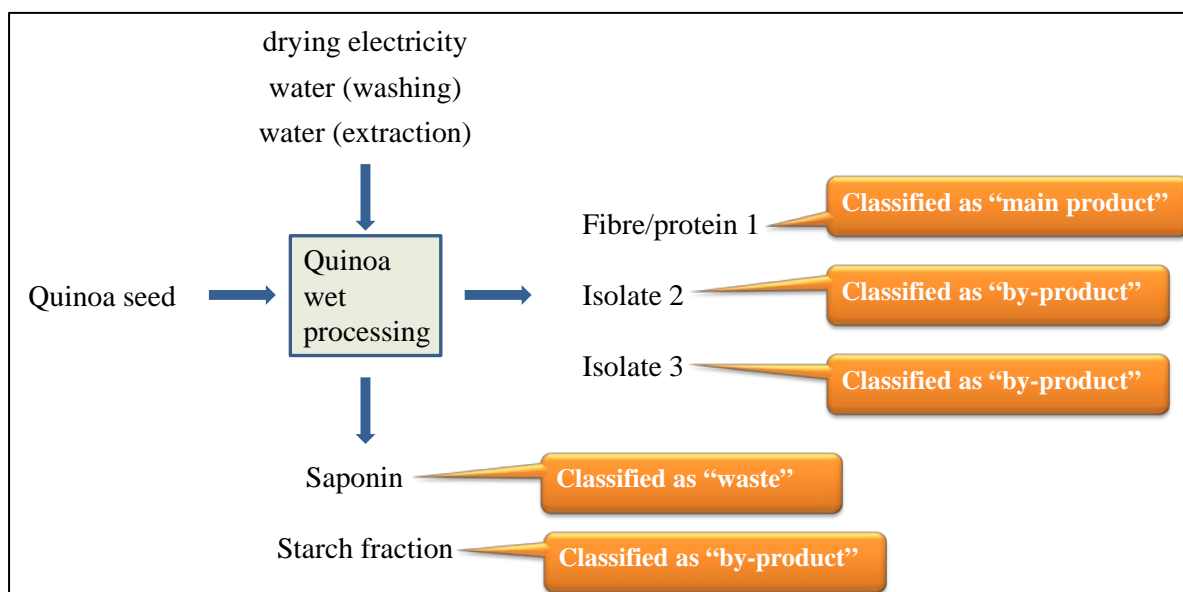 drying electricity
water (washing)
water (extraction)
Classified as “main product”
Fibre/protein 1
Quinoa
wet
processing
Quinoa seed
Isolate 2
Classified as “by-product”
Isolate 3
Classified as “by-product”
Saponin
Classified as “waste”
Starch fraction
Classified as “by-product”